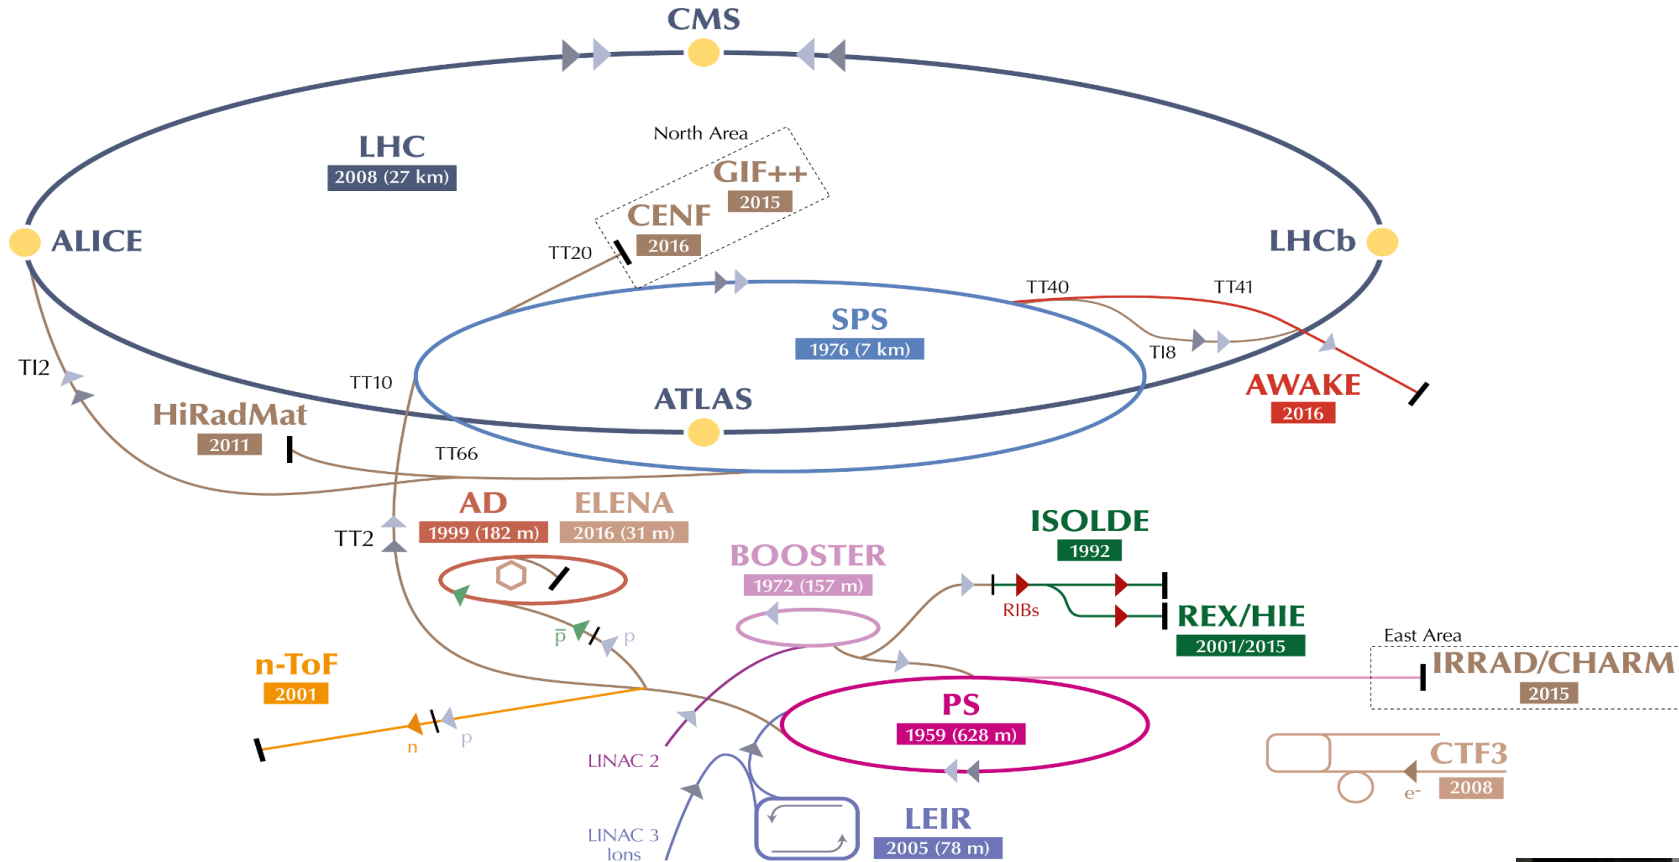 CMS
North Area
LHC
2008 (27 km)
GIF++
2015
CENF
2016
ALICE
LHCb
TT20
TT40
TT41
SPS
1976 (7 km)
TI8
TI2
TT10
AWAKE
2016
ATLAS
HiRadMat
2011
TT66
AD
1999 (182 m)
ELENA
2016 (31 m)
TT2
ISOLDE
1992
BOOSTER
1972 (157 m)
RIBs
REX/HIE
2001/2015
p̅
p
East Area
IRRAD/CHARM
2015
n-ToF
2001
PS
1959 (628 m)
n
p
LINAC 2
CTF3
2008
e-
LEIR
2005 (78 m)
LINAC 3
Ions